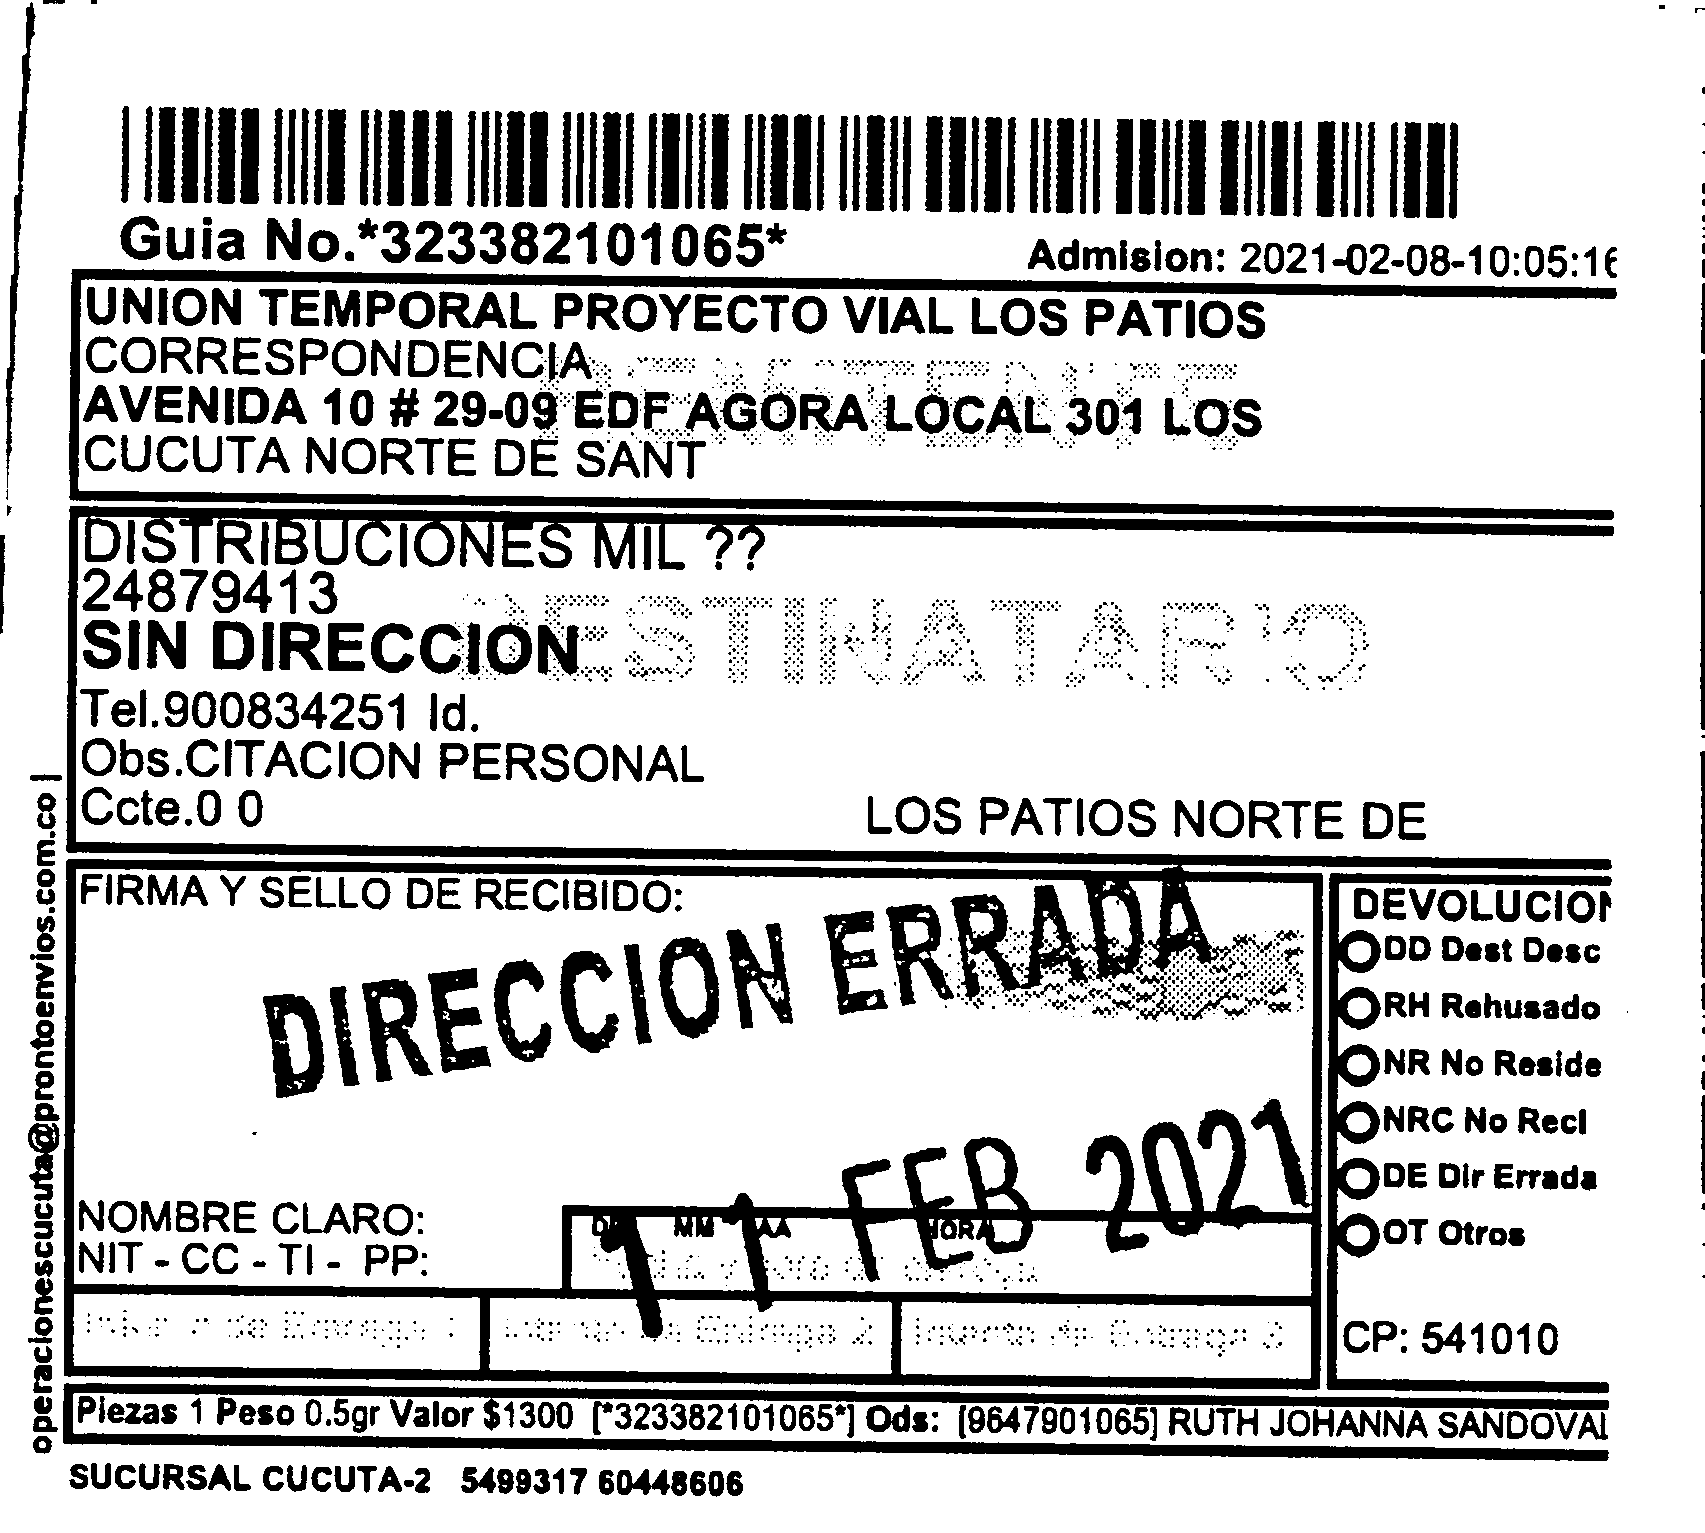 Guia No.*323382101065*
Admision: 2021-02-08-10:05:16
UNION TEMPORAL PROYECTO VIAL LOS PATIOS
CORRESPONDENCIA
REMITENTE
AVENIDA 10 # 29-09 EDF AGORA LOCAL 301 LOS
CUCUTA NORTE DE SANT
DISTRIBUCIONES MIL ??
24879413
DESTINATARIO
SIN DIRECCION
Tel.900834251 Id.
Obs.CITACION PERSONAL
Ccte.0 0
LOS PATIOS NORTE DE
FIRMA Y SELLO DE RECIBIDO:
DIRECCION ERRADA
11 FEB 2021
NOMBRE CLARO:
NIT - CC - TI - PP:
MM AA HORA
DEVOLUCION
DD Dest Desc
RH Rehusado
NR No Reside
NRC No Recl
DE Dir Errada
OT Otros
CP: 541010
Piezas 1 Peso 0.5gr Valor $1300 [*323382101065*] Ods: [9647901065] RUTH JOHANNA SANDOVAL
SUCURSAL CUCUTA-2 5499317 60448606
operacionescucuta@prontoenvios.com.co |